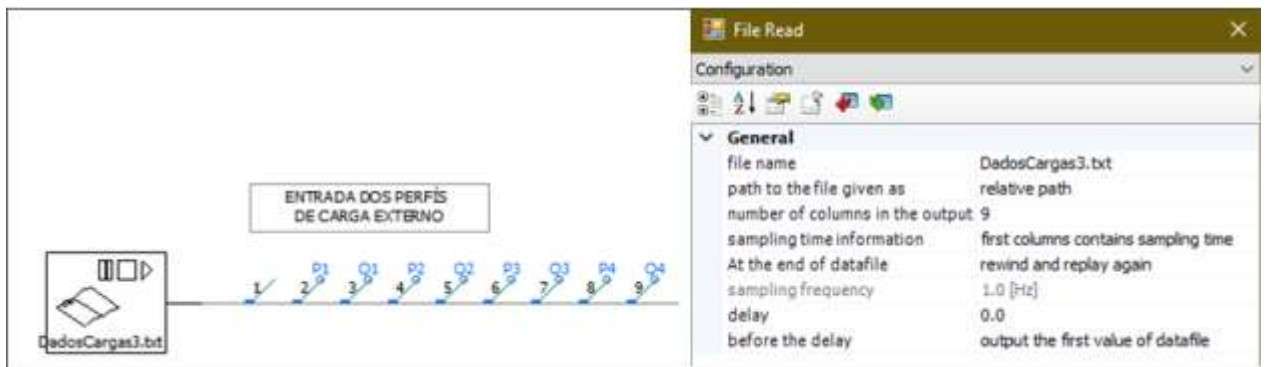 ENTRADA DOS PERFÍS
DE CARGA EXTERNO
P1 Q1 P2 Q2 P3 Q3 P4 Q4
1 2 3 4 5 6 7 8 9
DadosCargas3.txt
File Read
Configuration
General
file name DadosCargas3.txt
path to the file given as relative path
number of columns in the output 9
sampling time information first columns contains sampling time
At the end of datafile rewind and replay again
sampling frequency 1.0 [Hz]
delay 0.0
before the delay output the first value of datafile